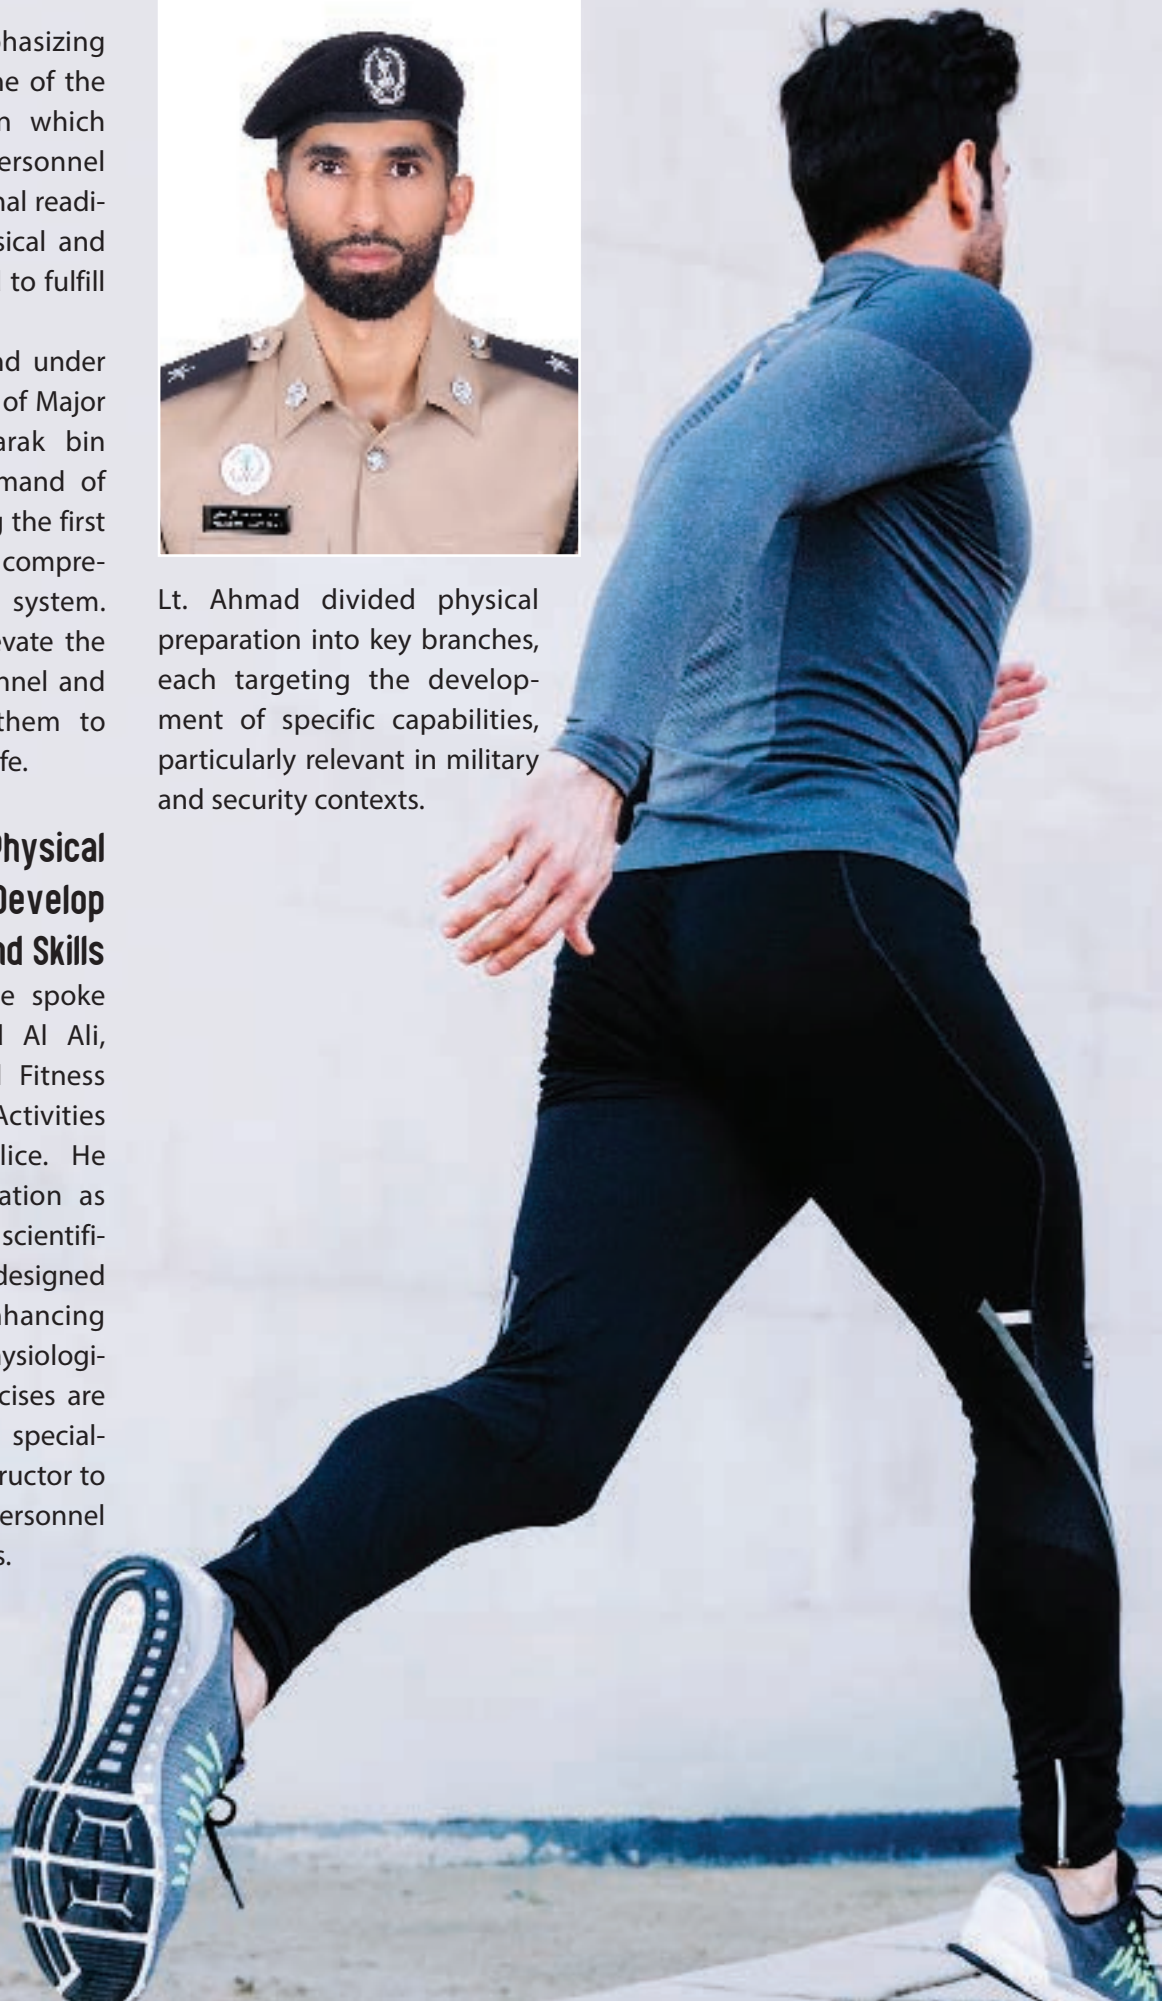 hasizing
ne of the
n which
ersonnel
nal readi-
sical and
to fulfill
nd under
of Major
arak bin
mand of
the first
compre-
system.
evate the
nnel and
them to
fe.
Physical
Develop
nd Skills
e spoke
Al Ali,
Fitness
Activities
lice. He
ation as
scientifi-
designed
nhancing
ysiologi-
cises are
special-
ructor to
ersonnel
s.
Lt. Ahmad divided physical
preparation into key branches,
each targeting the develop-
ment of specific capabilities,
particularly relevant in military
and security contexts.